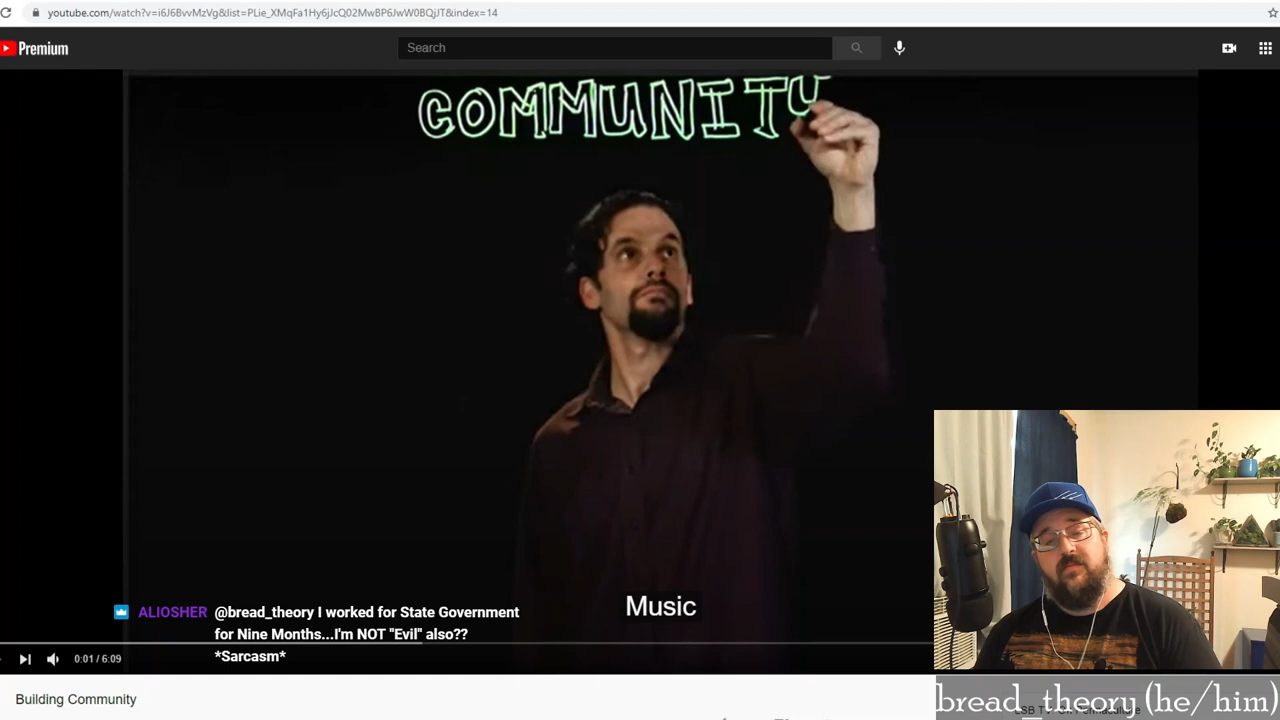 youtube.com/watch?v=i6J6BvvMzVg&list=PLie_XMqFa1Hy6jJcQ02MwBP6JwW0BQjJT&index=14
Premium
Search
COMMUNITY
Music
ALIOSHER @bread_theory I worked for State Government
for Nine Months...I'm NOT "Evil" also??
*Sarcasm*
0:01 / 6:09
Building Community
bread_theory (he/him)